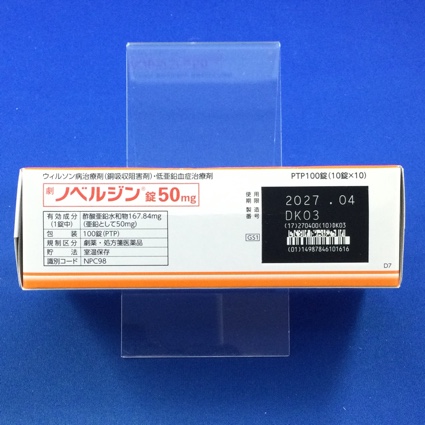 ウィルソン病治療剤(銅吸収阻害剤)・低亜鉛血症治療剤
PTP100錠(10錠×10)
劇 ノベルジン®錠50mg
有効成分(1錠中) 酢酸亜鉛水和物167.84mg
(亜鉛として50mg)
包装 100錠(PTP)
規制区分 劇薬・処方箋医薬品
貯法 室温保存
識別コード NPC98
使用期限 2027.04
製造番号 DK03
(17)270400(10)DK03
GS1
(01)14987846101616
D7